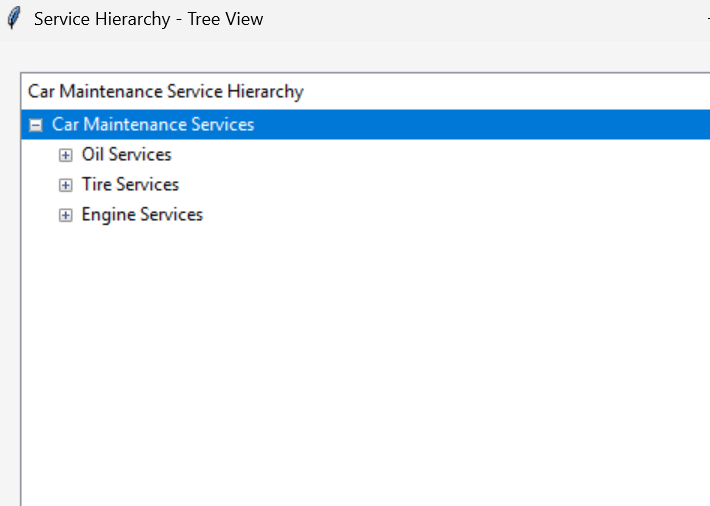 Service Hierarchy - Tree View
Car Maintenance Service Hierarchy
Car Maintenance Services
Oil Services
Tire Services
Engine Services